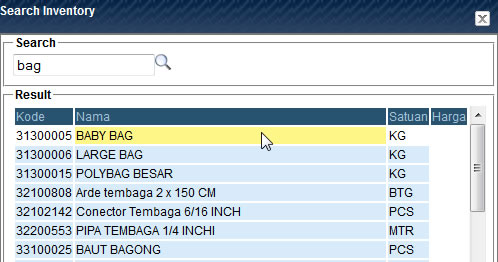 Search Inventory
Search
bag
Result
Kode Nama Satuan Harga
31300005 BABY BAG KG
31300006 LARGE BAG KG
31300015 POLYBAG BESAR KG
32100808 Arde tembaga 2 x 150 CM BTG
32102142 Conector Tembaga 6/16 INCH PCS
32200553 PIPA TEMBAGA 1/4 INCHI MTR
33100025 BAUT BAGONG PCS